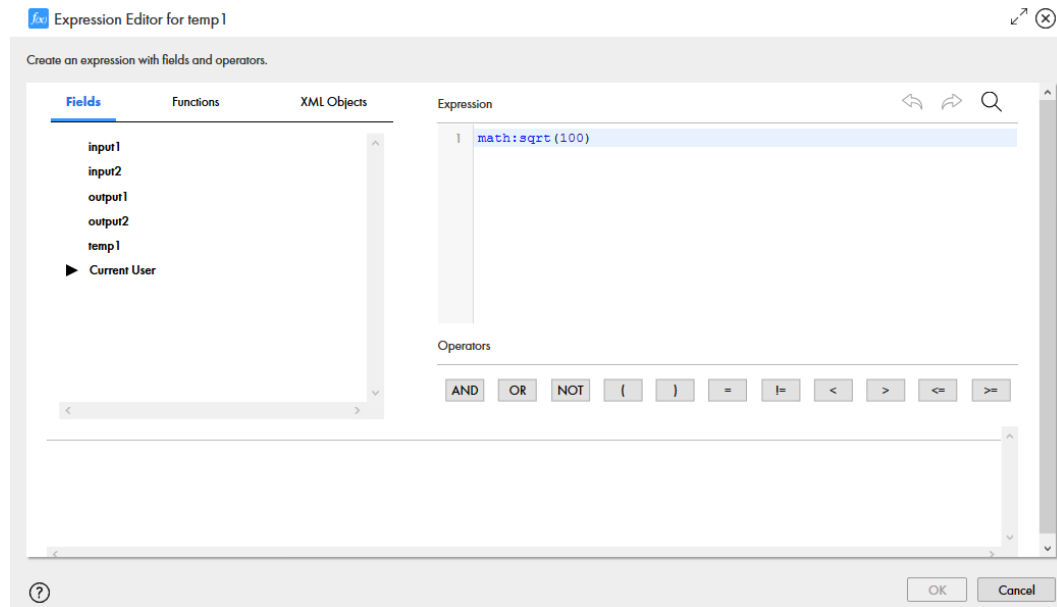 f(x) Expression Editor for temp1
Create an expression with fields and operators.
Fields Functions XML Objects
input1
input2
output1
output2
temp1
Current User
Expression
1 math:sqrt(100)
Operators
AND OR NOT ( ) = != < > <= >=
? OK Cancel